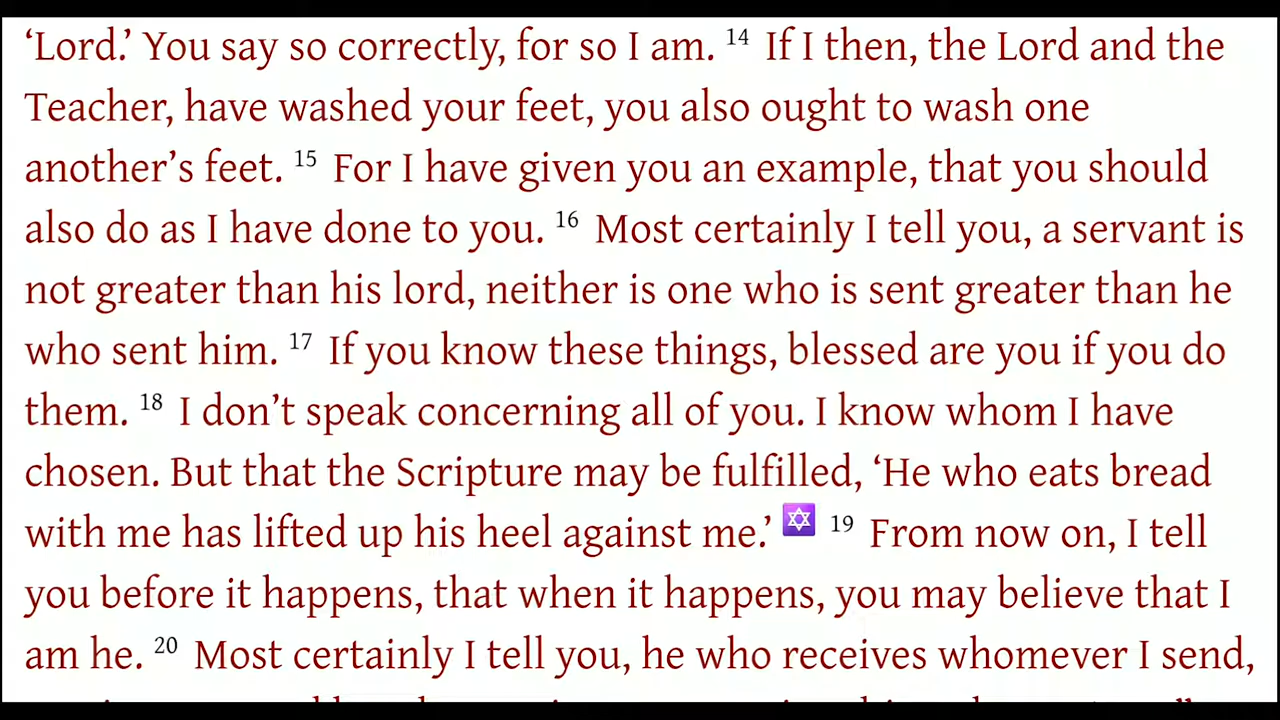 ‘Lord.’ You say so correctly, for so I am. 14 If I then, the Lord and the
Teacher, have washed your feet, you also ought to wash one
another’s feet. 15 For I have given you an example, that you should
also do as I have done to you. 16 Most certainly I tell you, a servant is
not greater than his lord, neither is one who is sent greater than he
who sent him. 17 If you know these things, blessed are you if you do
them. 18 I don’t speak concerning all of you. I know whom I have
chosen. But that the Scripture may be fulfilled, ‘He who eats bread
with me has lifted up his heel against me.’ 🔯 19 From now on, I tell
you before it happens, that when it happens, you may believe that I
am he. 20 Most certainly I tell you, he who receives whomever I send,